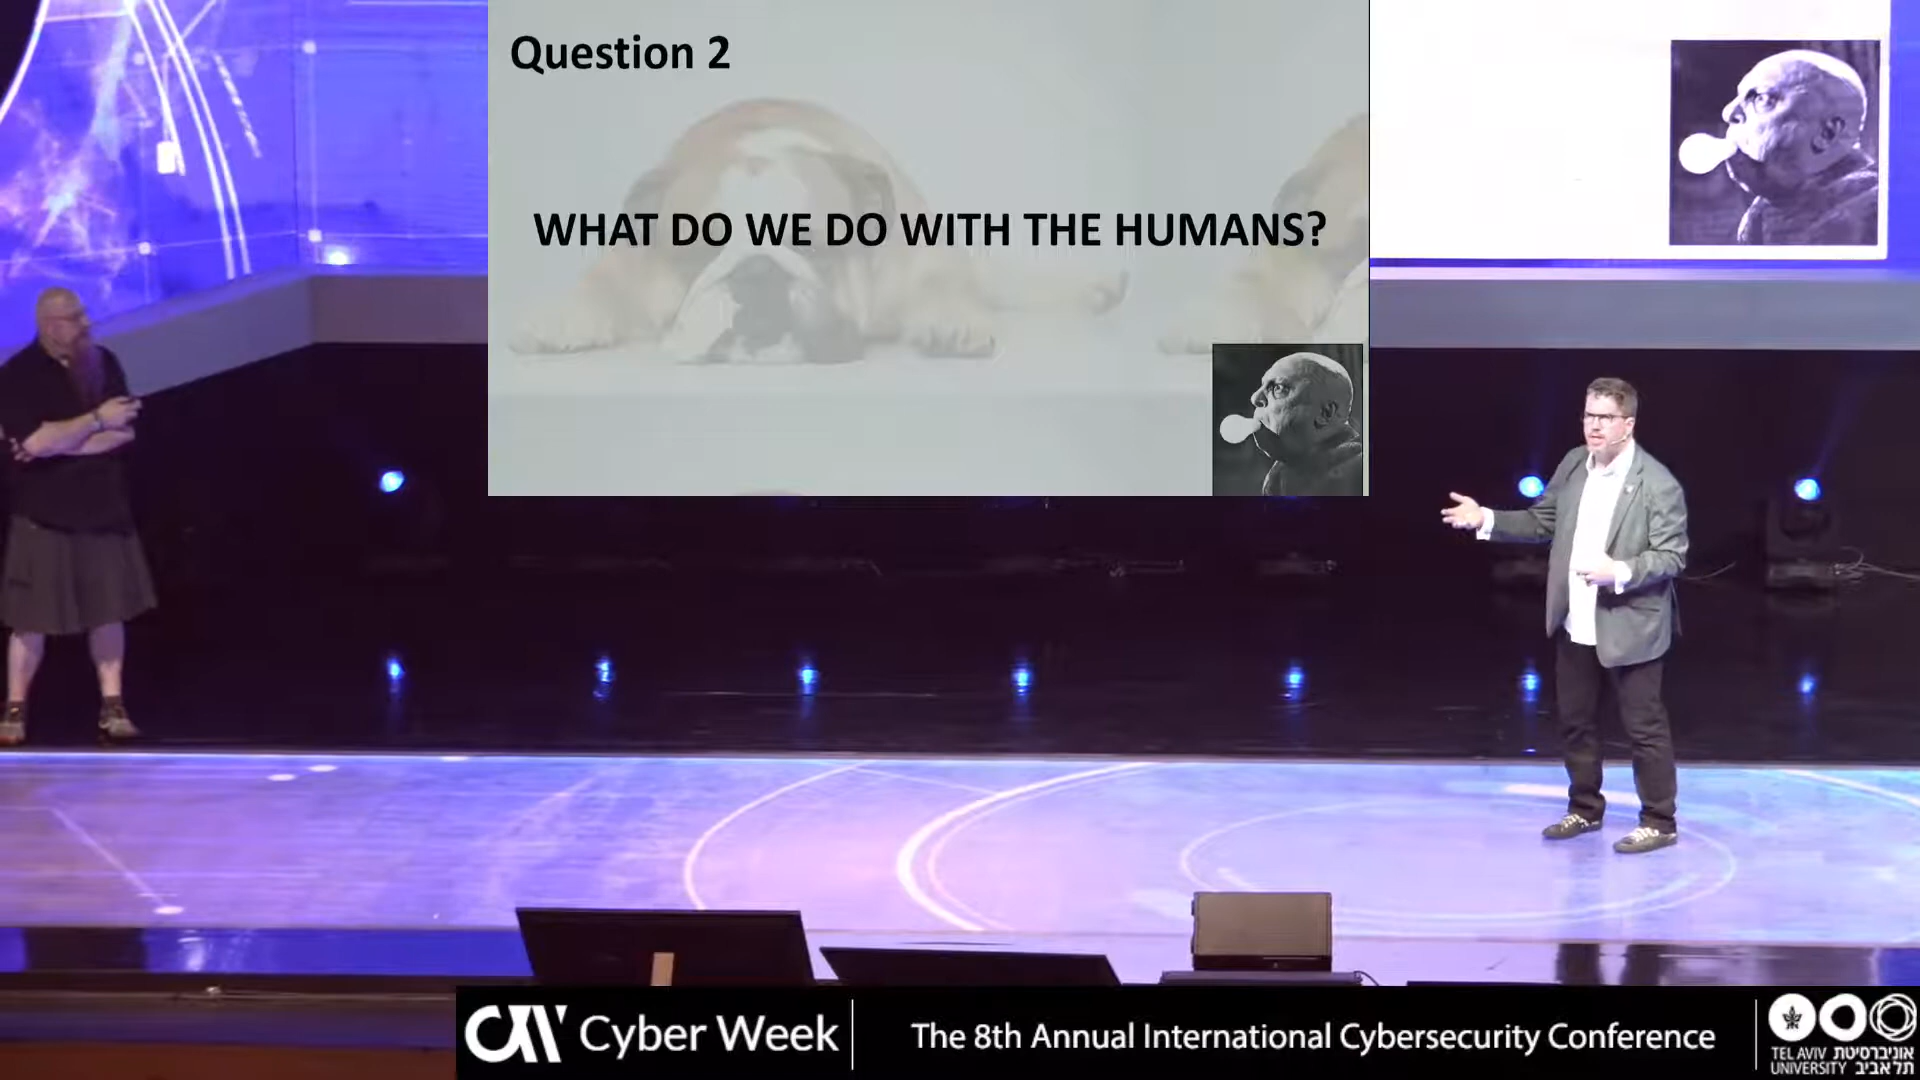 Question 2
WHAT DO WE DO WITH THE HUMANS?
Cyber Week
The 8th Annual International Cybersecurity Conference
TEL AVIV אוניברסיטת
UNIVERSITY תל אביב